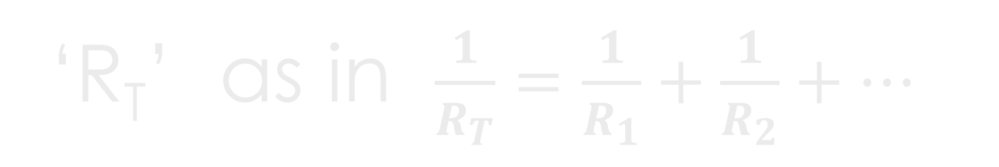 ‘R_T’ as in 1/R_T = 1/R_1 + 1/R_2 + ⋯